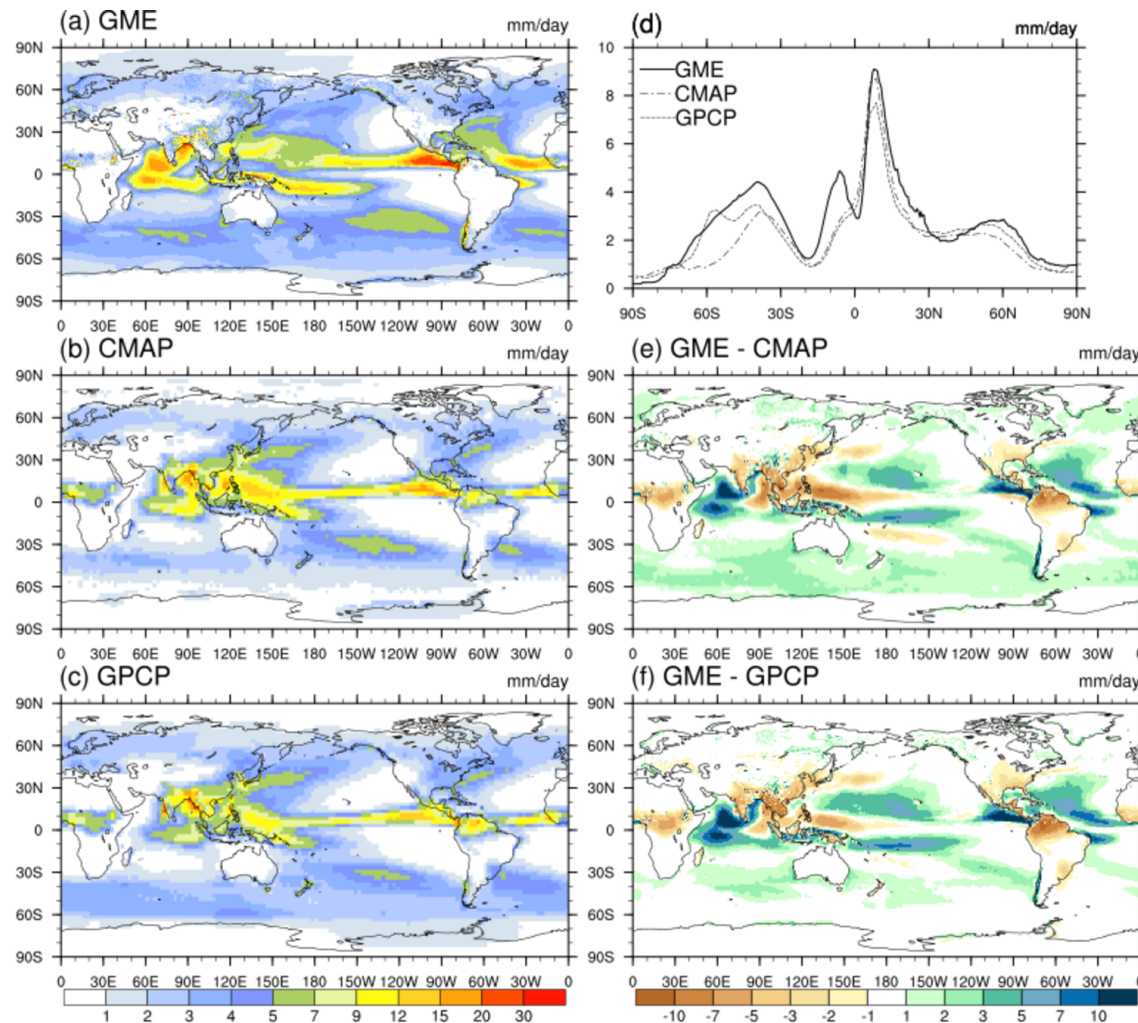 (a) GME mm/day
90N
60N
30N
0
30S
60S
90S
0 30E 60E 90E 120E 150E 180 150W 120W 90W 60W 30W 0
(d) mm/day
10
8
6
4
2
0
GME
CMAP
GPCP
90S 60S 30S 0 30N 60N 90N
(b) CMAP mm/day
90N
60N
30N
0
30S
60S
90S
0 30E 60E 90E 120E 150E 180 150W 120W 90W 60W 30W 0
(e) GME - CMAP mm/day
90N
60N
30N
0
30S
60S
90S
0 30E 60E 90E 120E 150E 180 150W 120W 90W 60W 30W 0
(c) GPCP mm/day
90N
60N
30N
0
30S
60S
90S
0 30E 60E 90E 120E 150E 180 150W 120W 90W 60W 30W 0
(f) GME - GPCP mm/day
90N
60N
30N
0
30S
60S
90S
0 30E 60E 90E 120E 150E 180 150W 120W 90W 60W 30W 0
1 2 3 4 5 7 9 12 15 20 30
-10 -7 -5 -3 -2 -1 1 2 3 5 7 10